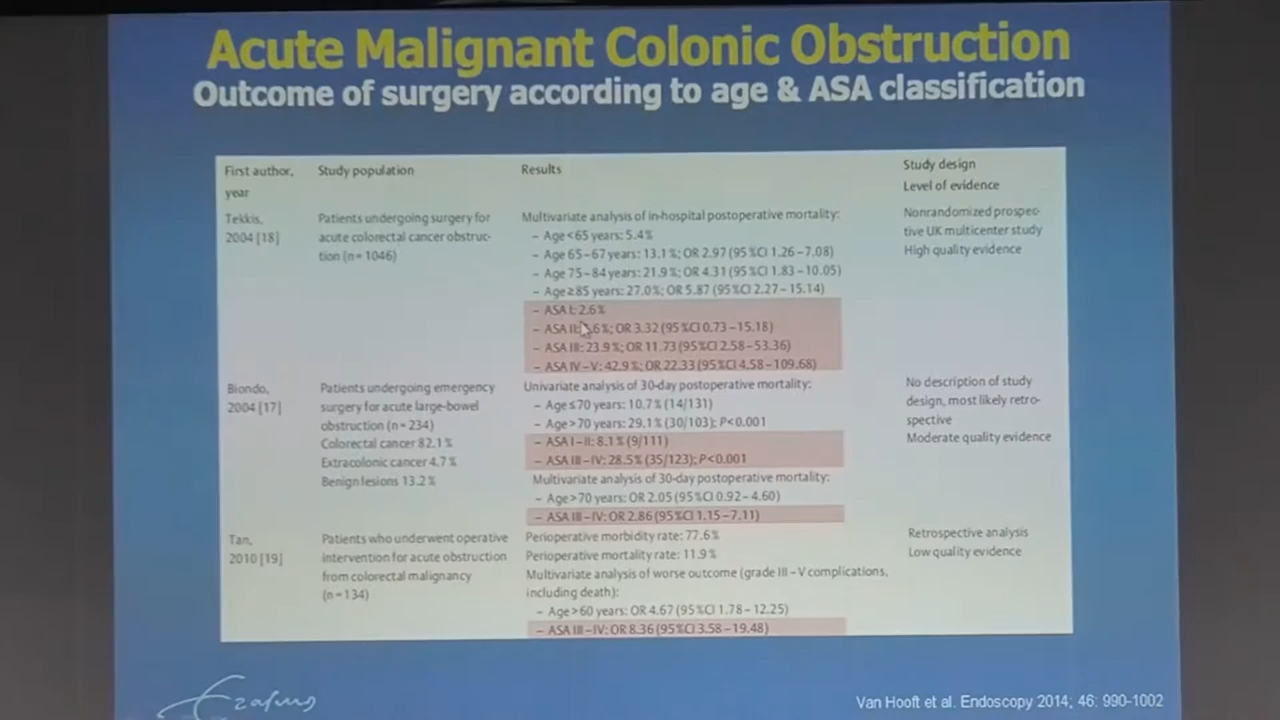 Acute Malignant Colonic Obstruction
Outcome of surgery according to age & ASA classification
First author,
year
Study population
Results
Study design
Level of evidence
Tekkis,
2004 [18]
Patients undergoing surgery for
acute colorectal cancer obstruc-
tion (n = 1046)
Multivariate analysis of in-hospital postoperative mortality:
– Age <65 years: 5.4%
– Age 65–67 years: 13.1%; OR 2.97 (95%CI 1.26–7.08)
– Age 75–84 years: 21.9%; OR 4.31 (95%CI 1.83–10.05)
– Age ≥85 years: 27.0%; OR 5.87 (95%CI 2.27–15.14)
– ASA I: 2.6%
– ASA II: 6%; OR 3.32 (95%CI 0.73–15.18)
– ASA III: 23.9%; OR 11.73 (95%CI 2.58–53.36)
– ASA IV–V: 42.9%; OR 22.33 (95%CI 4.58–109.68)
Nonrandomized prospec-
tive UK multicenter study
High quality evidence
Biondo,
2004 [17]
Patients undergoing emergency
surgery for acute large-bowel
obstruction (n = 234)
Colorectal cancer 82.1%
Extracolonic cancer 4.7%
Benign lesions 13.2%
Univariate analysis of 30-day postoperative mortality:
– Age ≤70 years: 10.7% (14/131)
– Age >70 years: 29.1% (30/103); P<0.001
– ASA I–II: 8.1% (9/111)
– ASA III–IV: 28.5% (35/123); P<0.001
Multivariate analysis of 30-day postoperative mortality:
– Age >70 years: OR 2.05 (95%CI 0.92–4.60)
– ASA III–IV: OR 2.86 (95%CI 1.15–7.11)
No description of study
design, most likely retro-
spective
Moderate quality evidence
Tan,
2010 [19]
Patients who underwent operative
intervention for acute obstruction
from colorectal malignancy
(n = 134)
Perioperative morbidity rate: 77.6%
Perioperative mortality rate: 11.9%
Multivariate analysis of worse outcome (grade III–V complications,
including death):
– Age >60 years: OR 4.67 (95%CI 1.78–12.25)
– ASA III–IV: OR 8.36 (95%CI 3.58–19.48)
Retrospective analysis
Low quality evidence
Erasmus
Van Hooft et al. Endoscopy 2014; 46: 990-1002